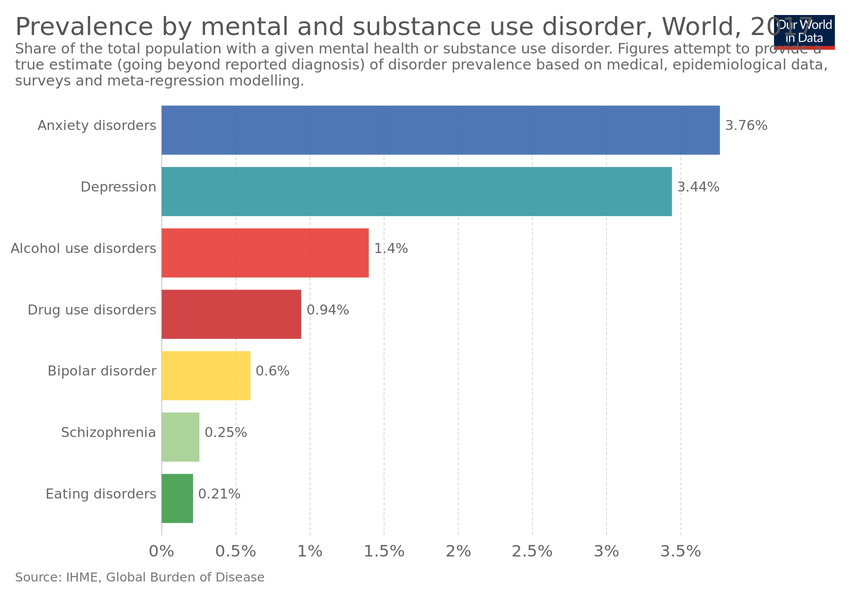 Prevalence by mental and substance use disorder, World, 2017
Our World
in Data
Share of the total population with a given mental health or substance use disorder. Figures attempt to provide a
true estimate (going beyond reported diagnosis) of disorder prevalence based on medical, epidemiological data,
surveys and meta-regression modelling.
Anxiety disorders 3.76%
Depression 3.44%
Alcohol use disorders 1.4%
Drug use disorders 0.94%
Bipolar disorder 0.6%
Schizophrenia 0.25%
Eating disorders 0.21%
0% 0.5% 1% 1.5% 2% 2.5% 3% 3.5%
Source: IHME, Global Burden of Disease